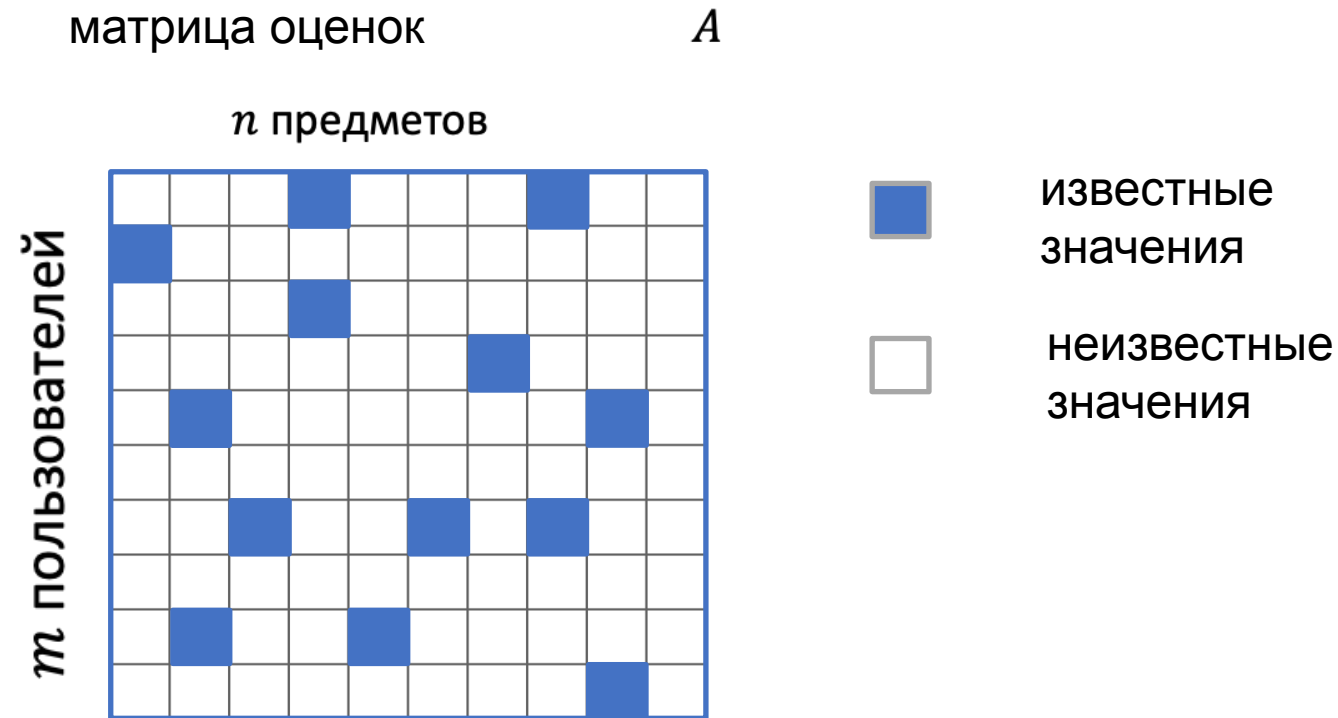 матрица оценок
A
n предметов
m пользователей
известные
значения
неизвестные
значения